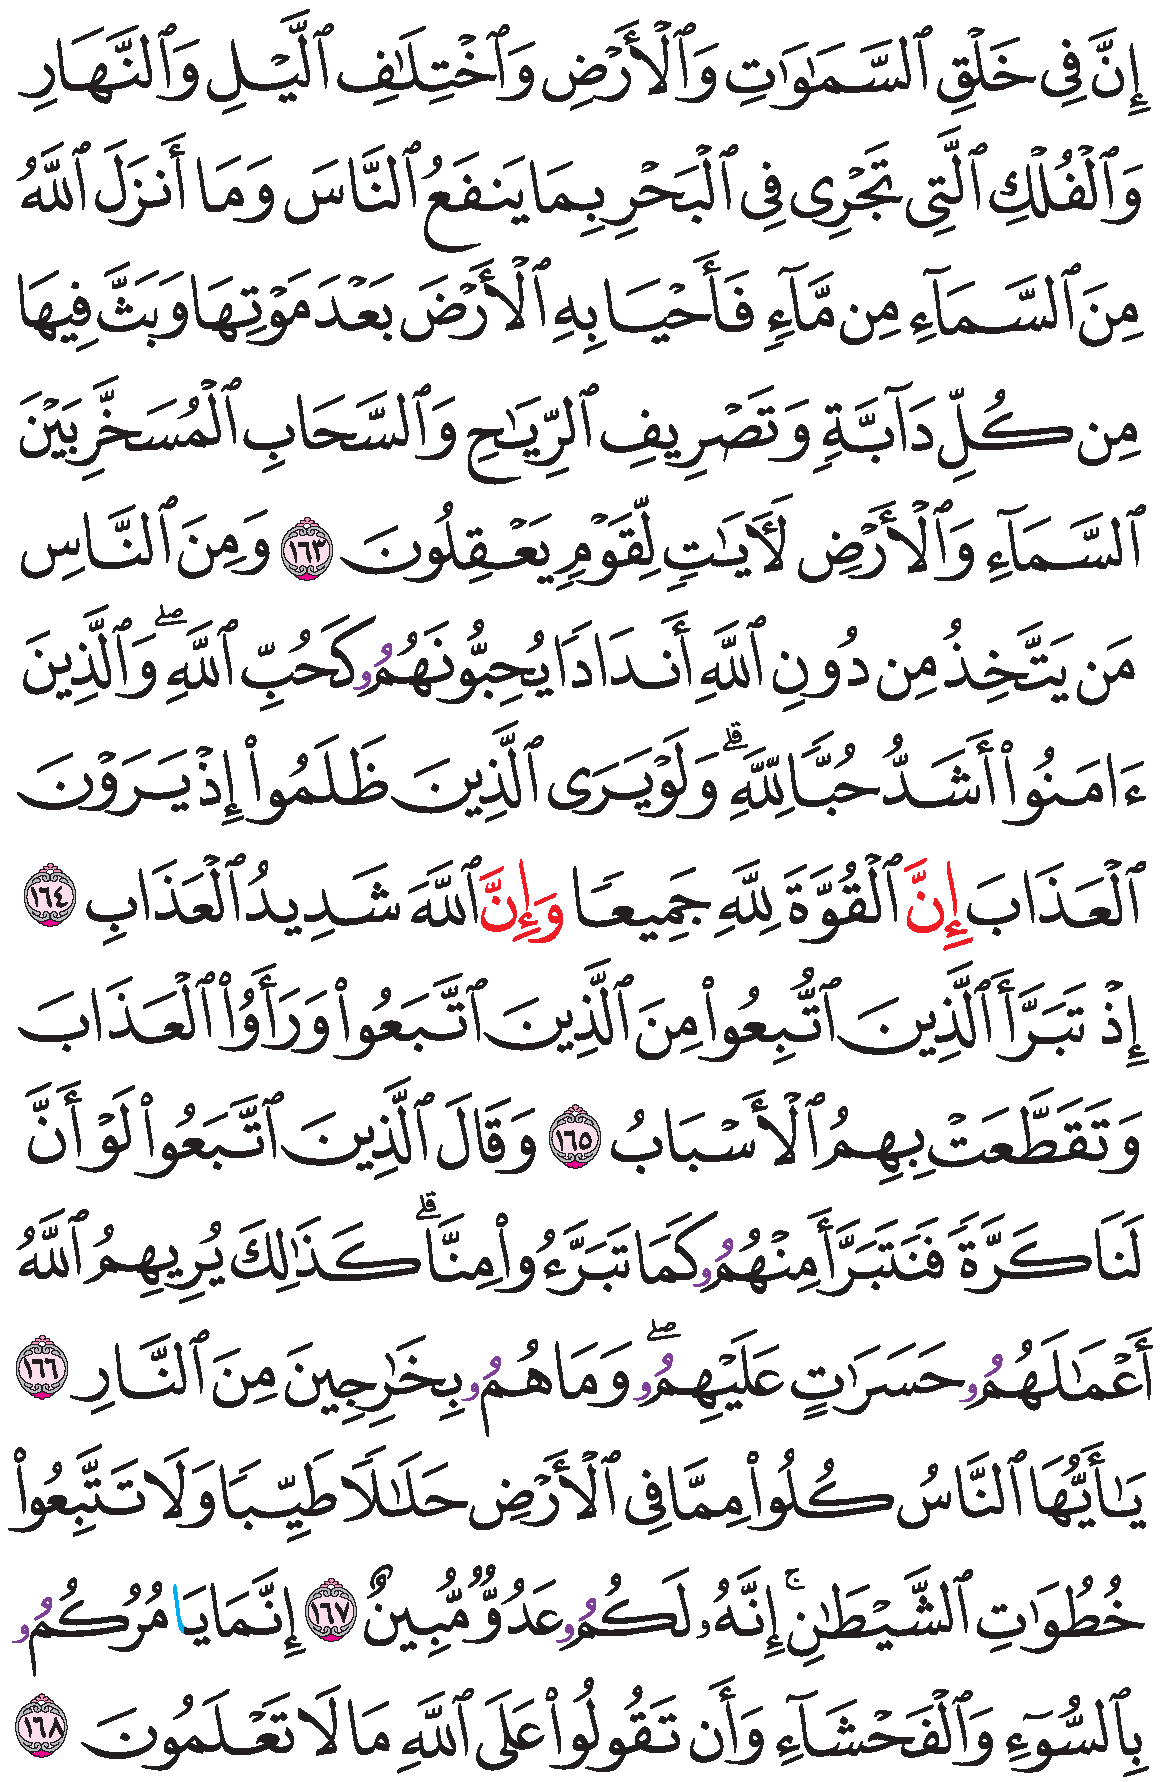 إِنَّ فِى خَلْقِ ٱلسَّمَٰوَٰتِ وَٱلْأَرْضِ وَٱخْتِلَٰفِ ٱلَّيْلِ وَٱلنَّهَارِ
وَٱلْفُلْكِ ٱلَّتِى تَجْرِى فِى ٱلْبَحْرِ بِمَا يَنفَعُ ٱلنَّاسَ وَمَا أَنزَلَ ٱللَّهُ
مِنَ ٱلسَّمَآءِ مِن مَّآءٍ فَأَحْيَا بِهِ ٱلْأَرْضَ بَعْدَ مَوْتِهَا وَبَثَّ فِيهَا
مِن كُلِّ دَآبَّةٍ وَتَصْرِيفِ ٱلرِّيَٰحِ وَٱلسَّحَابِ ٱلْمُسَخَّرِ بَيْنَ
ٱلسَّمَآءِ وَٱلْأَرْضِ لَأٓيَٰتٍ لِّقَوْمٍ يَعْقِلُونَ ١٦٣ وَمِنَ ٱلنَّاسِ
مَن يَتَّخِذُ مِن دُونِ ٱللَّهِ أَندَادًا يُحِبُّونَهُمُۥ كَحُبِّ ٱللَّهِ ۖ وَٱلَّذِينَ
ءَامَنُوا۟ أَشَدُّ حُبًّا لِلَّهِ ۗ وَلَوْ يَرَى ٱلَّذِينَ ظَلَمُوا۟ إِذْ يَرَوْنَ
ٱلْعَذَابَ إِنَّ ٱلْقُوَّةَ لِلَّهِ جَمِيعًا وَإِنَّ ٱللَّهَ شَدِيدُ ٱلْعَذَابِ ١٦٤
إِذْ تَبَرَّأَ ٱلَّذِينَ ٱتُّبِعُوا۟ مِنَ ٱلَّذِينَ ٱتَّبَعُوا۟ وَرَأَوُا۟ ٱلْعَذَابَ
وَتَقَطَّعَتْ بِهِمُ ٱلْأَسْبَابُ ١٦٥ وَقَالَ ٱلَّذِينَ ٱتَّبَعُوا۟ لَوْ أَنَّ
لَنَا كَرَّةً فَنَتَبَرَّأَ مِنْهُمُۥ كَمَا تَبَرَّءُوا۟ مِنَّا ۗ كَذَٰلِكَ يُرِيهِمُ ٱللَّهُ
أَعْمَٰلَهُمُۥ حَسَرَٰتٍ عَلَيْهِمُۥ ۖ وَمَا هُمُۥ بِخَٰرِجِينَ مِنَ ٱلنَّارِ ١٦٦
يَٰأَيُّهَا ٱلنَّاسُ كُلُوا۟ مِمَّا فِى ٱلْأَرْضِ حَلَٰلًا طَيِّبًا وَلَا تَتَّبِعُوا۟
خُطُوَٰتِ ٱلشَّيْطَٰنِ ۚ إِنَّهُۥ لَكُمُۥ عَدُوٌّ مُّبِينٌ ١٦٧ إِنَّمَا يَامُرُكُمُۥ
بِٱلسُّوٓءِ وَٱلْفَحْشَآءِ وَأَن تَقُولُوا۟ عَلَى ٱللَّهِ مَا لَا تَعْلَمُونَ ١٦٨